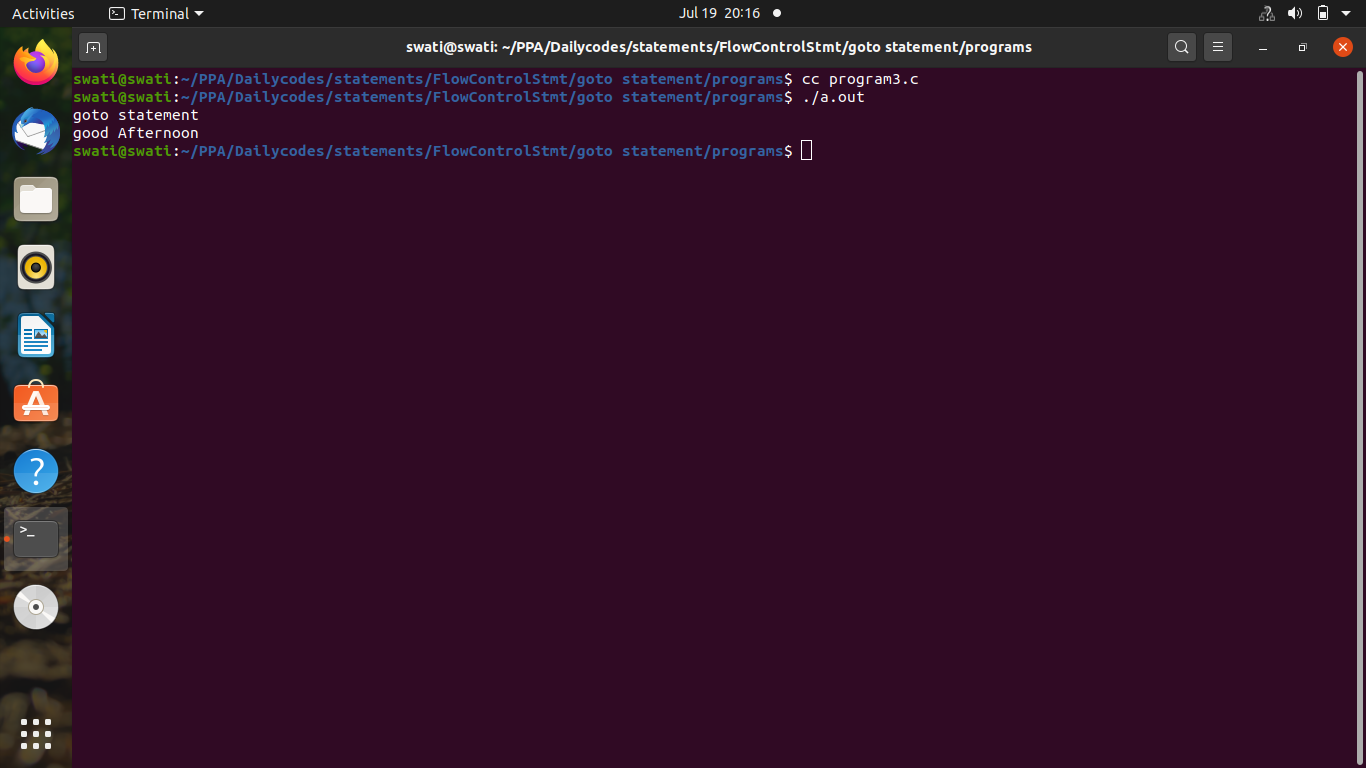 Activities Terminal Jul 19 20:16
swati@swati: ~/PPA/Dailycodes/statements/FlowControlStmt/goto statement/programs
swati@swati:~/PPA/Dailycodes/statements/FlowControlStmt/goto statement/programs$ cc program3.c
swati@swati:~/PPA/Dailycodes/statements/FlowControlStmt/goto statement/programs$ ./a.out
goto statement
good Afternoon
swati@swati:~/PPA/Dailycodes/statements/FlowControlStmt/goto statement/programs$